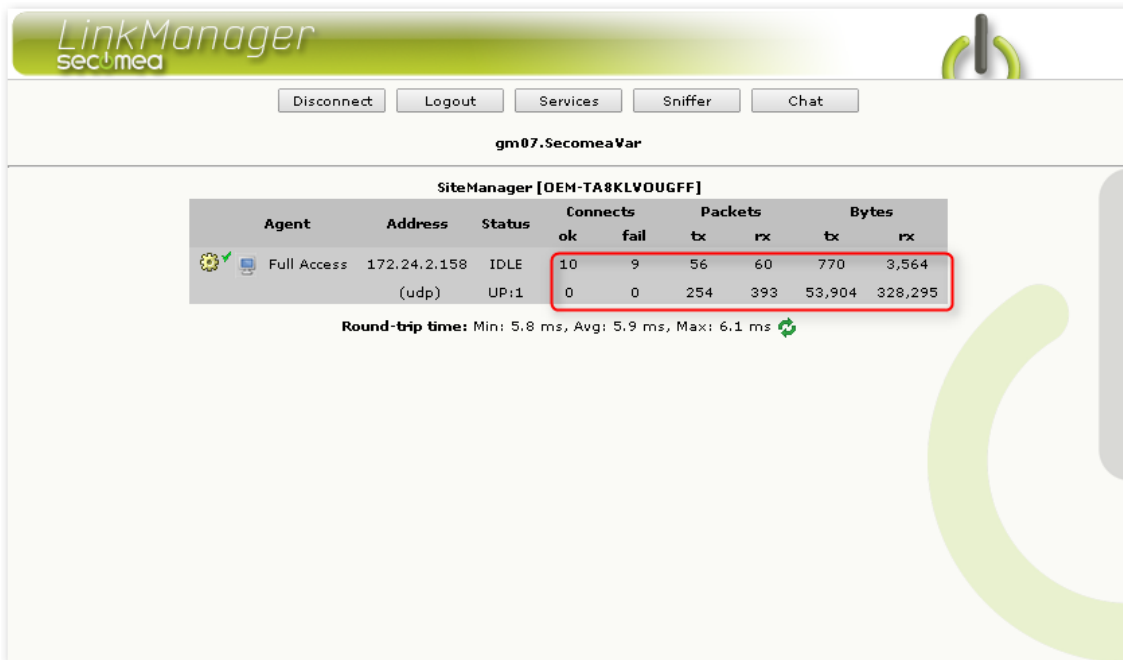 LinkManager
secomea
Disconnect Logout Services Sniffer Chat
gm07.SecomeaVar
SiteManager [OEM-TA8KLVOUGFF]
Agent Address Status Connects Packets Bytes
ok fail tx rx tx rx
Full Access 172.24.2.158 IDLE 10 9 56 60 770 3,564
(udp) UP:1 0 0 254 393 53,904 328,295
Round-trip time: Min: 5.8 ms, Avg: 5.9 ms, Max: 6.1 ms